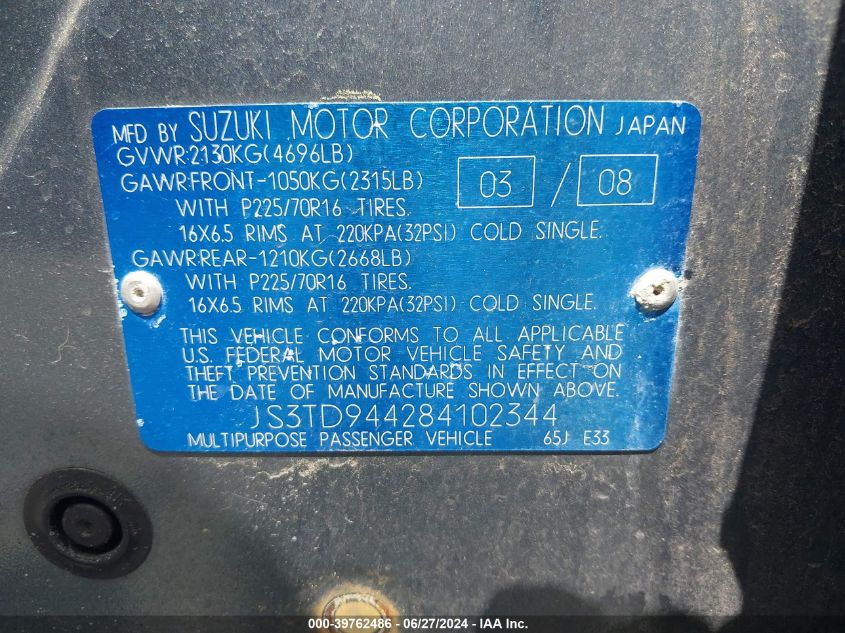 MFD BY SUZUKI MOTOR CORPORATION JAPAN
GVWR:2130KG(4696LB)
GAWR:FRONT-1050KG(2315LB) 03 / 08
WITH P225/70R16 TIRES.
16X6.5 RIMS AT 220KPA(32PSI) COLD SINGLE.
GAWR:REAR-1210KG(2668LB)
WITH P225/70R16 TIRES.
16X6.5 RIMS AT 220KPA(32PSI) COLD SINGLE.
THIS VEHICLE CONFORMS TO ALL APPLICABLE
U.S. FEDERAL MOTOR VEHICLE SAFETY AND
THEFT PREVENTION STANDARDS IN EFFECT ON
THE DATE OF MANUFACTURE SHOWN ABOVE.
JS3TD944284102344
MULTIPURPOSE PASSENGER VEHICLE 65J E33
000-39762486 - 06/27/2024 - IAAI Inc.